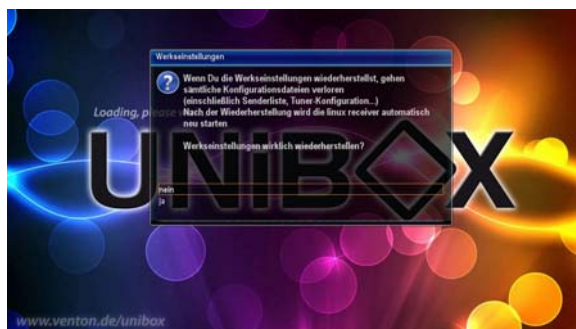 Werkseinstellungen
Wenn Du die Werkseinstellungen wiederherstellst, gehen
sämtliche Konfigurationsdateien verloren
(einschließlich Senderliste, Tuner-Konfiguration...)
Nach der Wiederherstellung wird die linux receiver automatisch
neu starten
Werkseinstellungen wirklich wiederherstellen?
Loading,
UNiBOX
nein
ja
www.venton.de/unibox